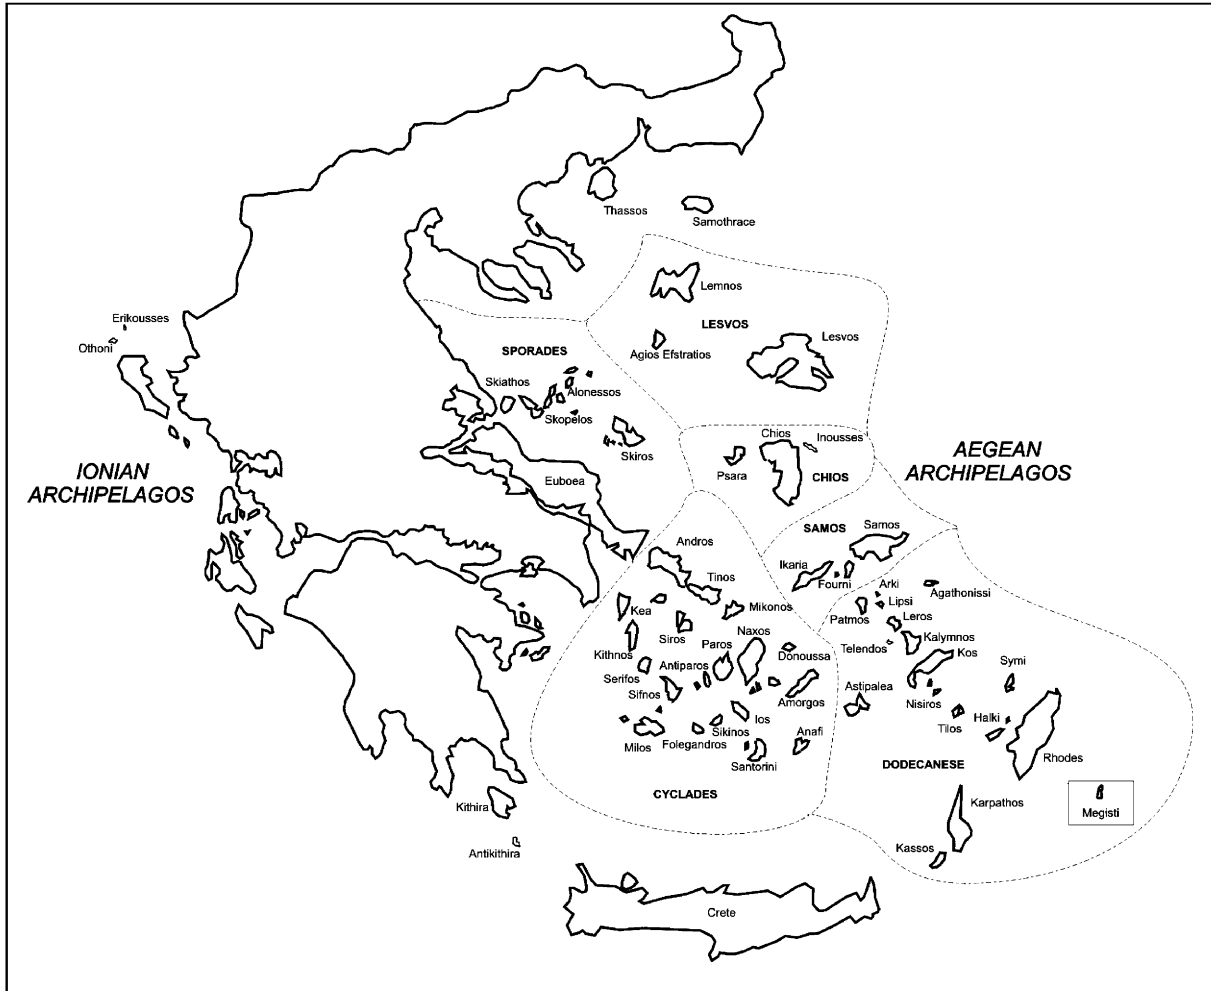 Thassos
Samothrace
Lemnos
LESVOS
Lesvos
Agios Efstratios
Erikousses
Othoni
SPORADES
Skiathos
Alonessos
Skopelos
Skiros
Chios
Inousses
Psara
CHIOS
AEGEAN
ARCHIPELAGOS
IONIAN
ARCHIPELAGOS
Euboea
SAMOS
Samos
Ikaria
Fourni
Andros
Tinos
Mikonos
Kea
Siros
Kithnos
Paros
Naxos
Donoussa
Serifos
Antiparos
Sifnos
Amorgos
Ios
Sikinos
Milos
Folegandros
Anafi
Santorini
CYCLADES
Arki
Agathonissi
Lipsi
Patmos
Leros
Telendos
Kalymnos
Kos
Symi
Astipalea
Nisiros
Tilos
Halki
Rhodes
DODECANESE
Karpathos
Megisti
Kassos
Kithira
Antikithira
Crete